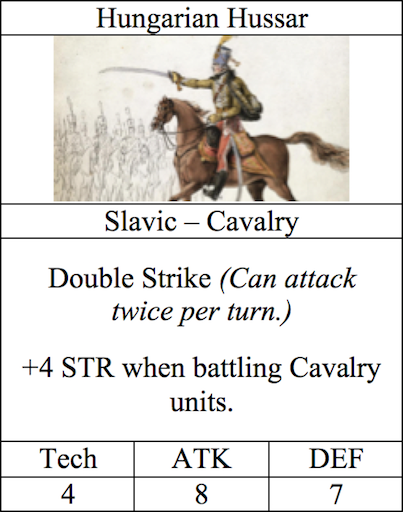 Hungarian Hussar
Slavic – Cavalry
Double Strike (Can attack
twice per turn.)
+4 STR when battling Cavalry
units.
Tech ATK DEF
4 8 7